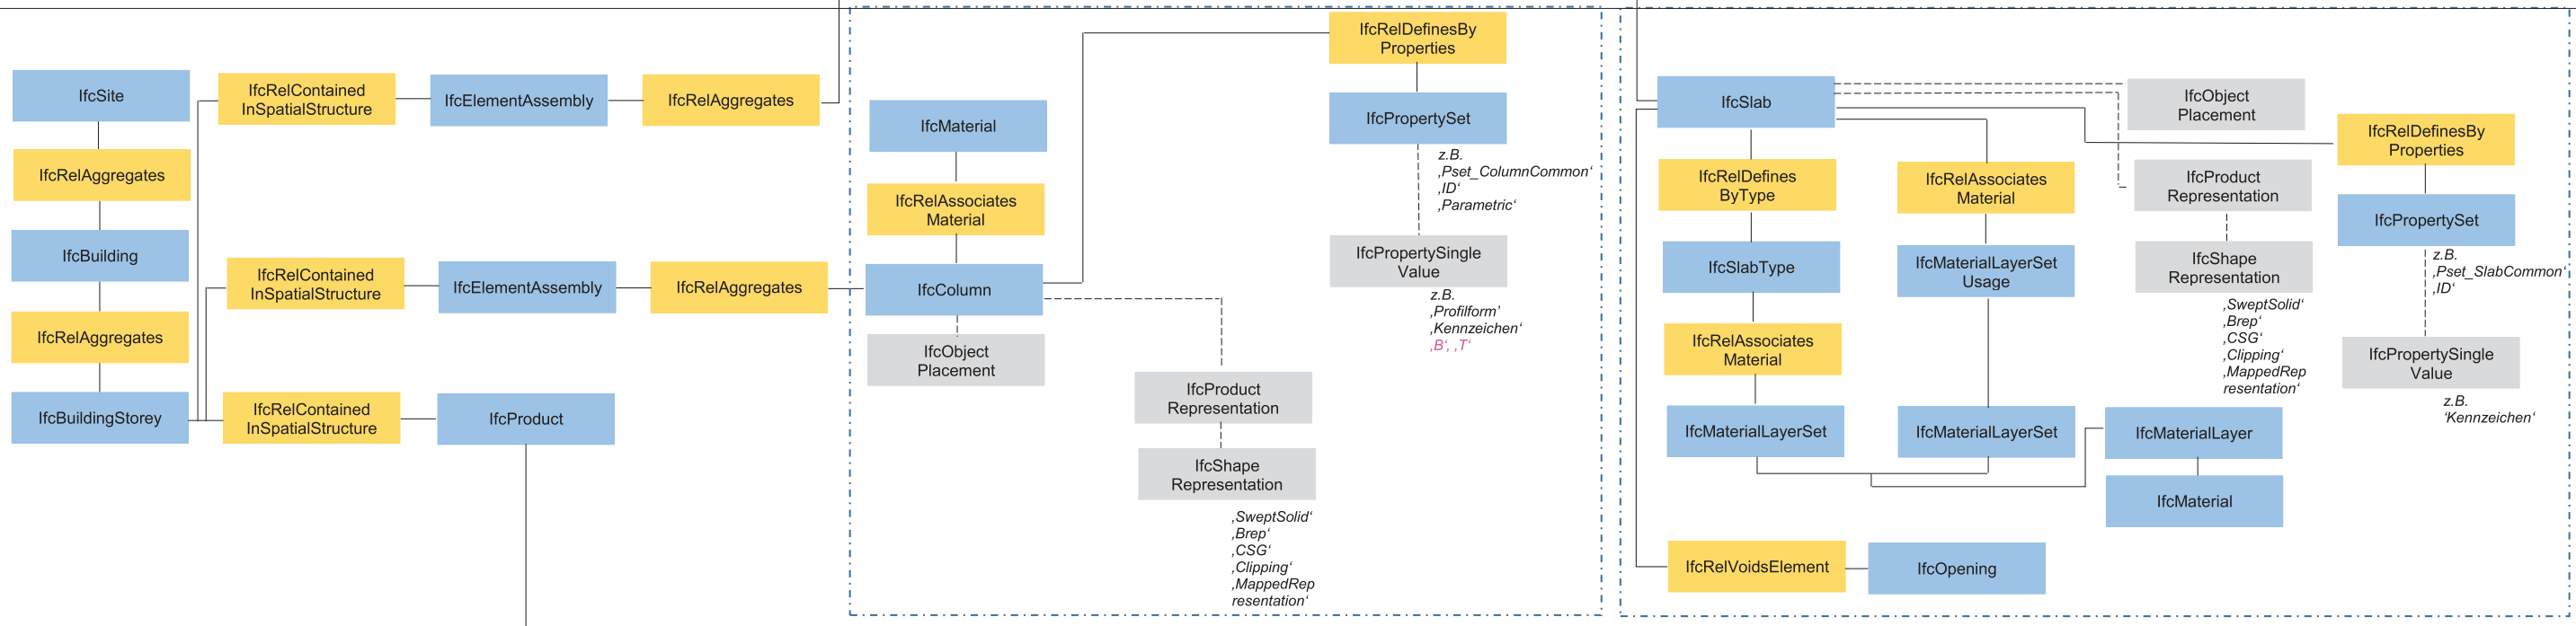 IfcSite
IfcRelAggregates
IfcBuilding
IfcRelAggregates
IfcBuildingStorey
IfcRelContained
InSpatialStructure
IfcElementAssembly
IfcRelAggregates
IfcRelContained
InSpatialStructure
IfcElementAssembly
IfcRelAggregates
IfcRelContained
InSpatialStructure
IfcProduct
IfcMaterial
IfcRelAssociates
Material
IfcColumn
IfcObject
Placement
IfcProduct
Representation
IfcShape
Representation
‚SweptSolid‘
‚Brep‘
‚CSG‘
‚Clipping‘
‚MappedRep
resentation‘
IfcRelDefinesBy
Properties
IfcPropertySet
z.B.
‚Pset_ColumnCommon‘
‚ID‘
‚Parametric‘
IfcPropertySingle
Value
z.B.
‚Profilform’
‚Kennzeichen‘
‚B‘, ‚T‘
IfcSlab
IfcRelDefines
ByType
IfcSlabType
IfcRelAssociates
Material
IfcMaterialLayerSet
IfcRelAssociates
Material
IfcMaterialLayerSet
Usage
IfcMaterialLayerSet
IfcMaterialLayer
IfcMaterial
IfcRelVoidsElement
IfcOpening
IfcObject
Placement
IfcProduct
Representation
IfcShape
Representation
‚SweptSolid‘
‚Brep‘
‚CSG‘
‚Clipping‘
‚MappedRep
resentation‘
IfcRelDefinesBy
Properties
IfcPropertySet
z.B.
‚Pset_SlabCommon‘
‚ID‘
IfcPropertySingle
Value
z.B.
‘Kennzeichen‘